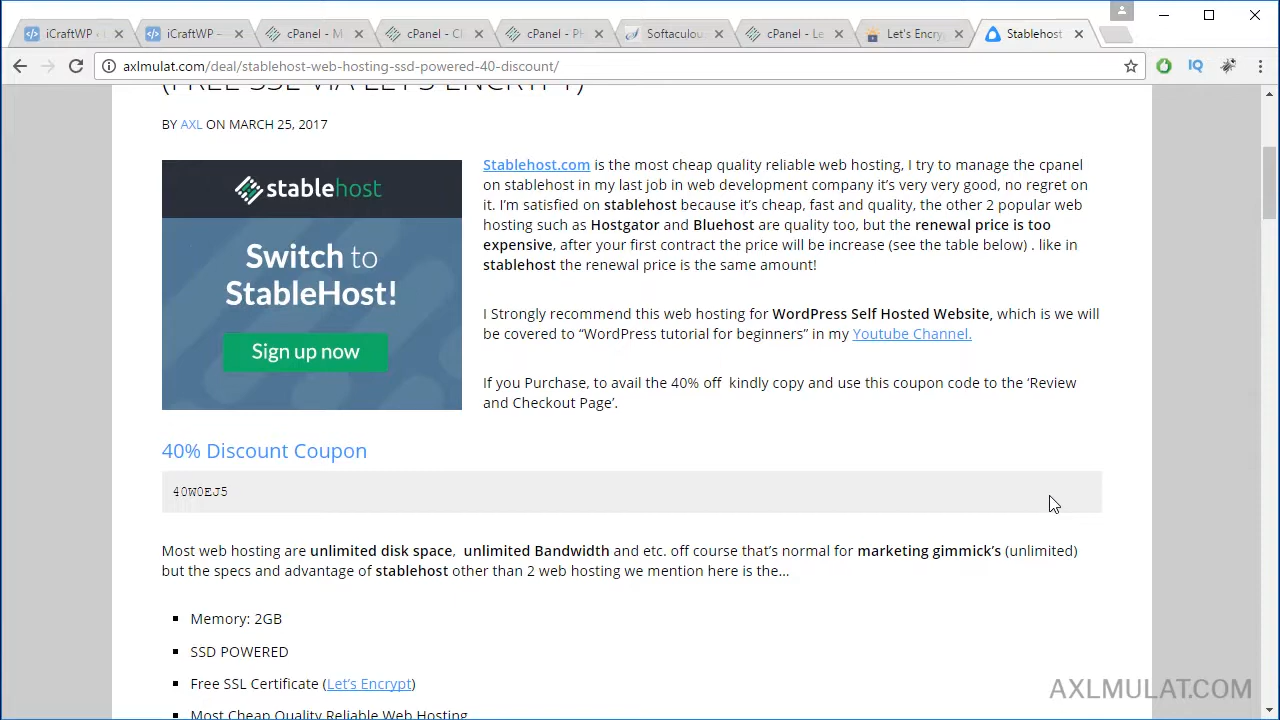 iCraftWP - D
iCraftWP –
cPanel - M
cPanel - Cl
cPanel - Ph
Softaculou
cPanel - Le
Let's Encry
Stablehost
axlmulat.com/deal/stablehost-web-hosting-ssd-powered-40-discount/
IQ
(FREE SSL VIA LET'S ENCRYPT)
BY AXL ON MARCH 25, 2017
stablehost
Switch to
StableHost!
Sign up now
Stablehost.com is the most cheap quality reliable web hosting, I try to manage the cpanel
on stablehost in my last job in web development company it's very very good, no regret on
it. I'm satisfied on stablehost because it's cheap, fast and quality, the other 2 popular web
hosting such as Hostgator and Bluehost are quality too, but the renewal price is too
expensive, after your first contract the price will be increase (see the table below) . like in
stablehost the renewal price is the same amount!
I Strongly recommend this web hosting for WordPress Self Hosted Website, which is we will
be covered to “WordPress tutorial for beginners” in my Youtube Channel.
If you Purchase, to avail the 40% off kindly copy and use this coupon code to the ‘Review
and Checkout Page’.
40% Discount Coupon
40W0EJ5
Most web hosting are unlimited disk space, unlimited Bandwidth and etc. off course that's normal for marketing gimmick's (unlimited)
but the specs and advantage of stablehost other than 2 web hosting we mention here is the…
Memory: 2GB
SSD POWERED
Free SSL Certificate (Let's Encrypt)
Most Cheap Quality Reliable Web Hosting
AXLMULAT.COM